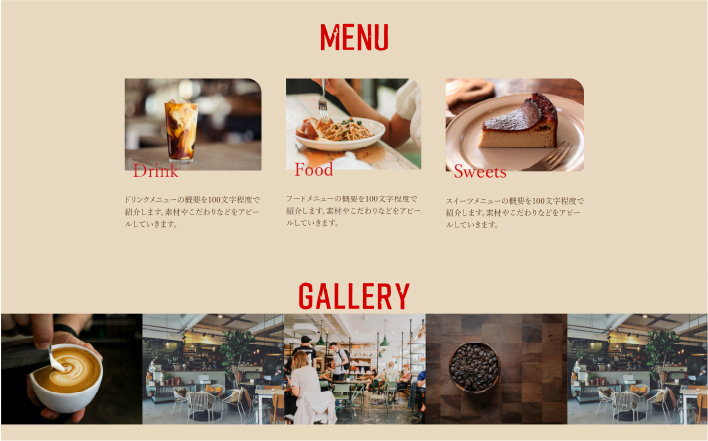 MENU
Drink
Food
Sweets
ドリンクメニューの概要を100文字程度で
紹介します。素材やこだわりなどをアピー
ルしていきます。
フードメニューの概要を100文字程度で
紹介します。素材やこだわりなどをアピー
ルしていきます。
スイーツメニューの概要を100文字程度で
紹介します。素材やこだわりなどをアピー
ルしていきます。
GALLERY